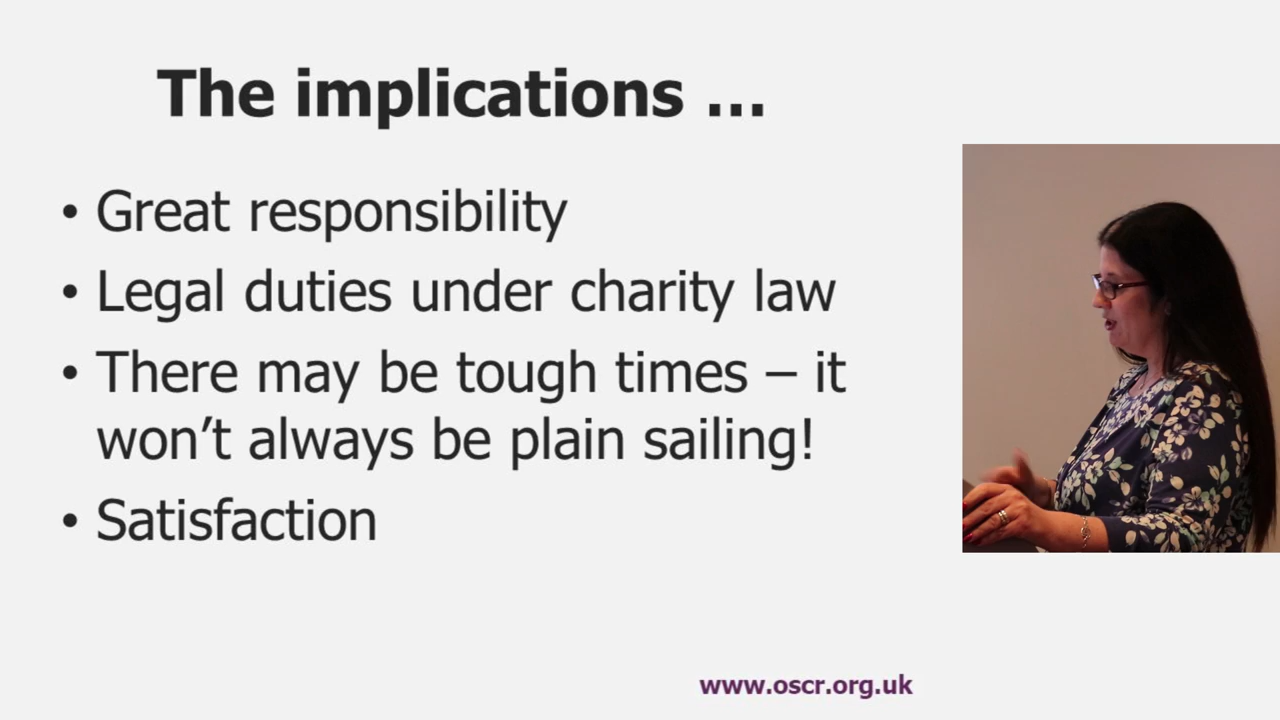 The implications ...
• Great responsibility
• Legal duties under charity law
• There may be tough times – it
won’t always be plain sailing!
• Satisfaction
www.oscr.org.uk